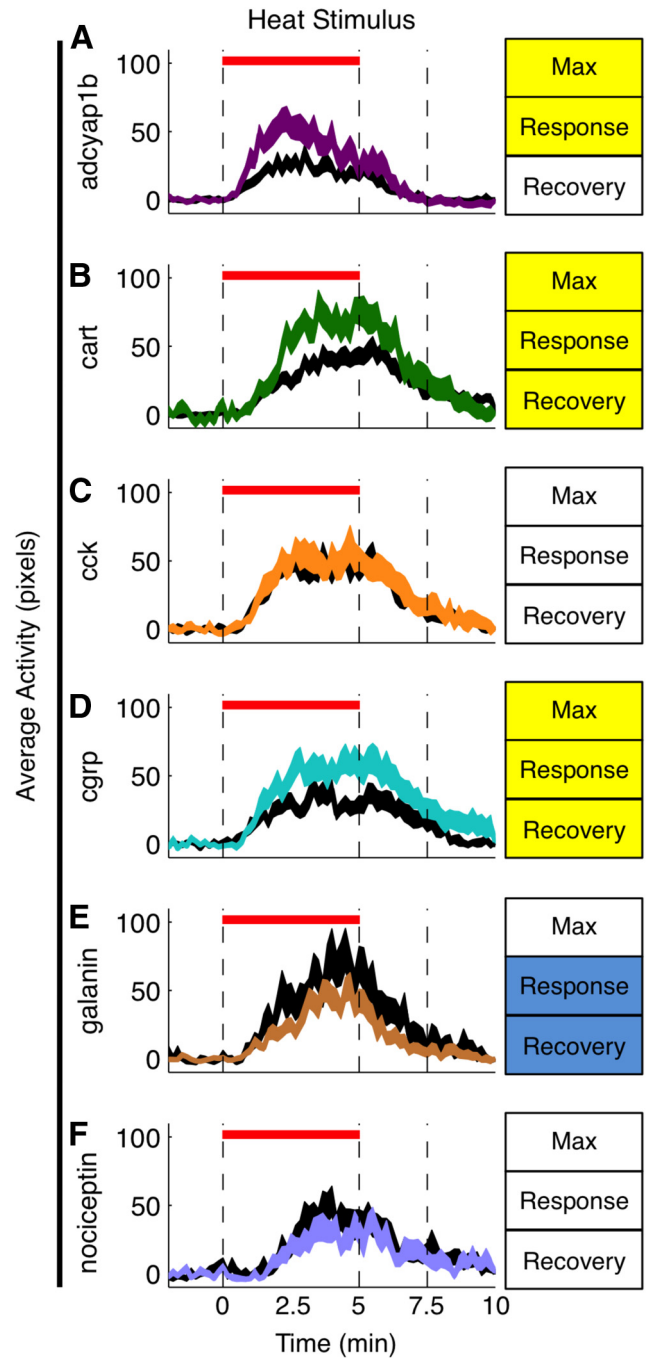 Heat Stimulus
A
adcyap1b
100
50
0
Max
Response
Recovery
B
cart
100
50
0
Max
Response
Recovery
C
cck
100
50
0
Max
Response
Recovery
D
cgrp
100
50
0
Max
Response
Recovery
E
galanin
100
50
0
Max
Response
Recovery
F
nociceptin
100
50
0
Max
Response
Recovery
Average Activity (pixels)
0 2.5 5 7.5 10
Time (min)